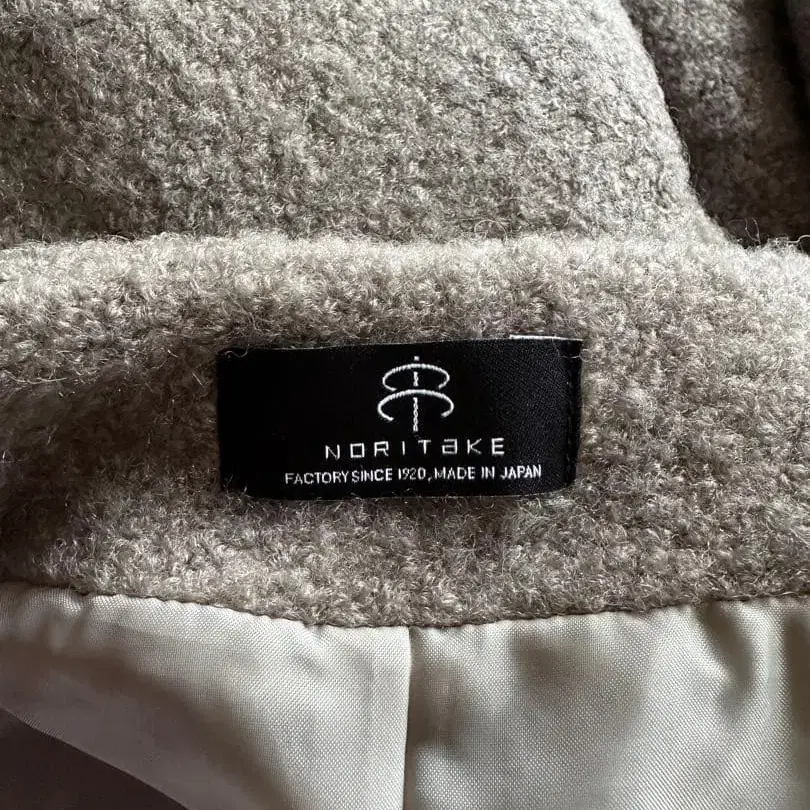 NORITaKE
FACTORY SINCE 1920, MADE IN JAPAN